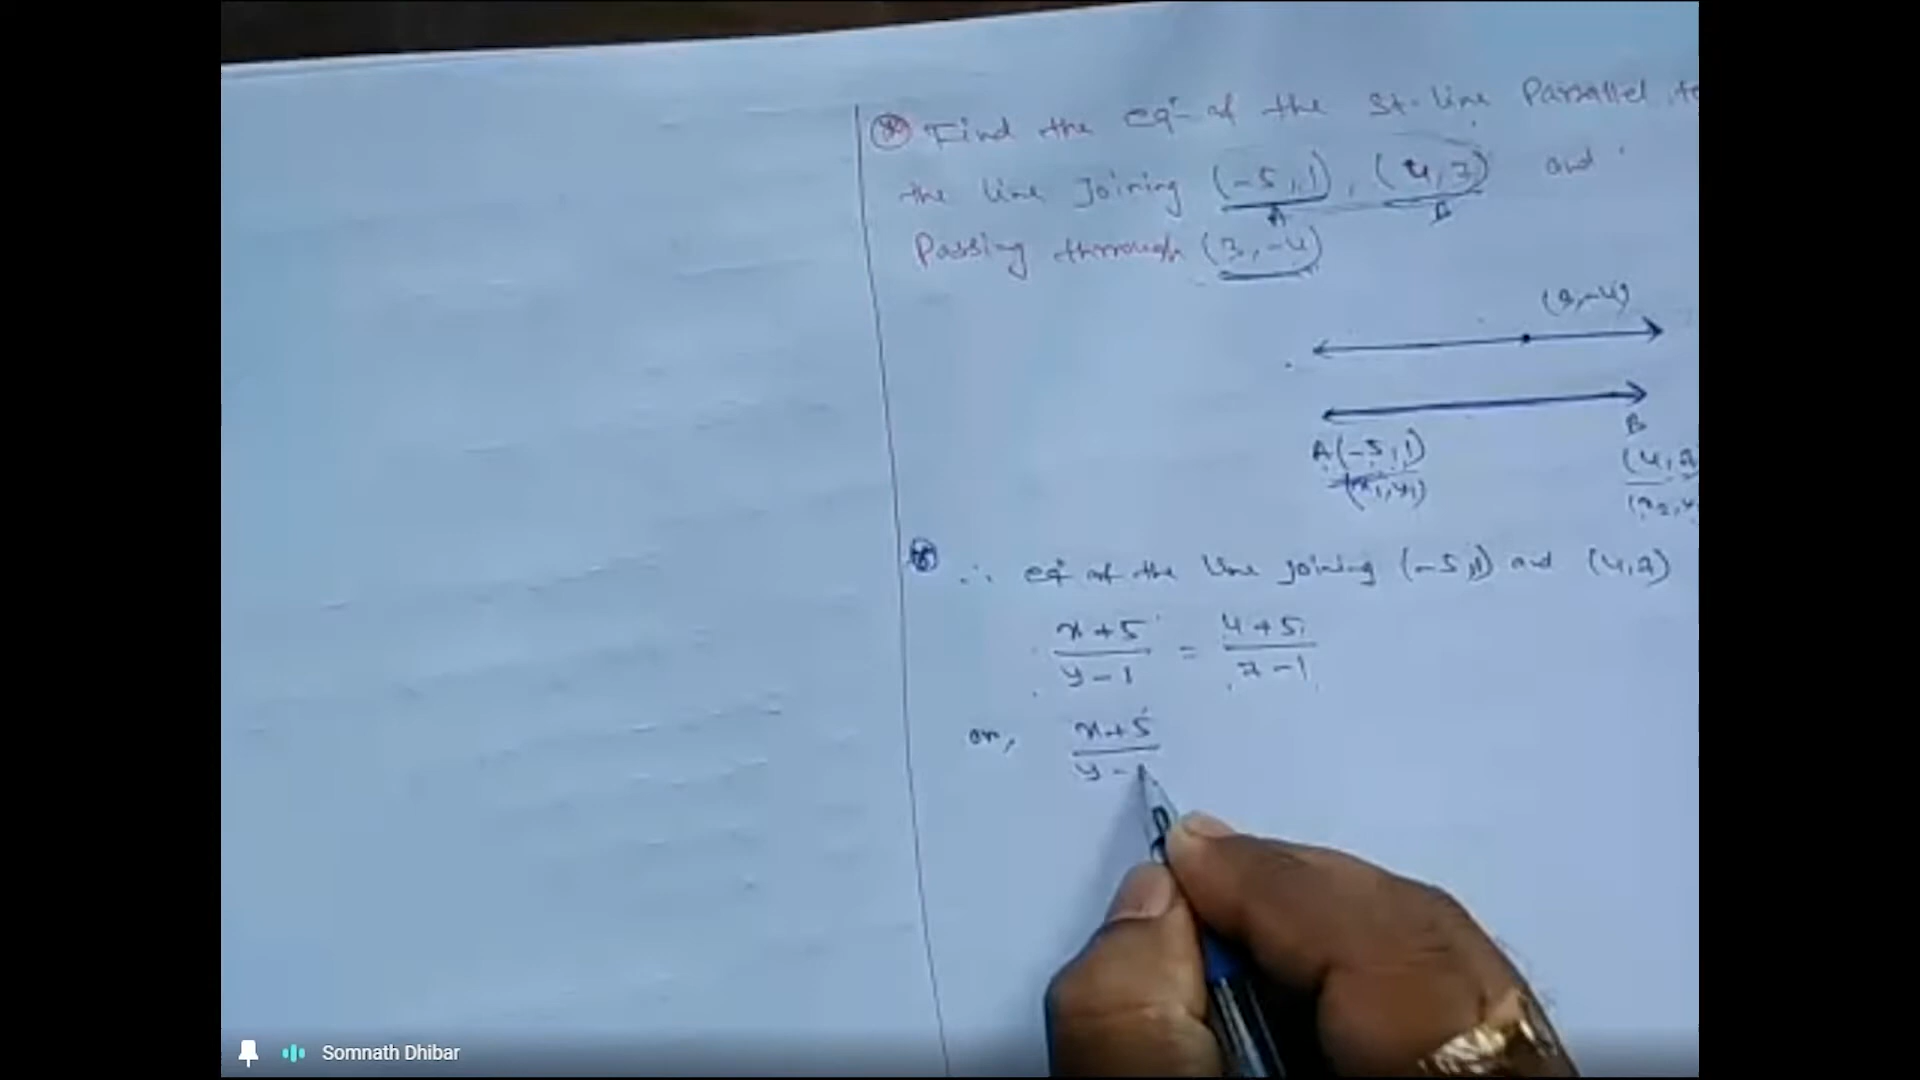 Find the eqn of the St. line Parallel to
the line Joining (-5, 1), (4, 7) and
A B
Passing through (3, -4)
(3, -4)
B
A(-5, 1) (4, 7
(x1, y1) (x2, y
∴ eqn of the line joining (-5, 1) and (4, 7)
x+5 / y-1 = 4+5 / 7-1
or, x+5 / y-1
Somnath Dhibar